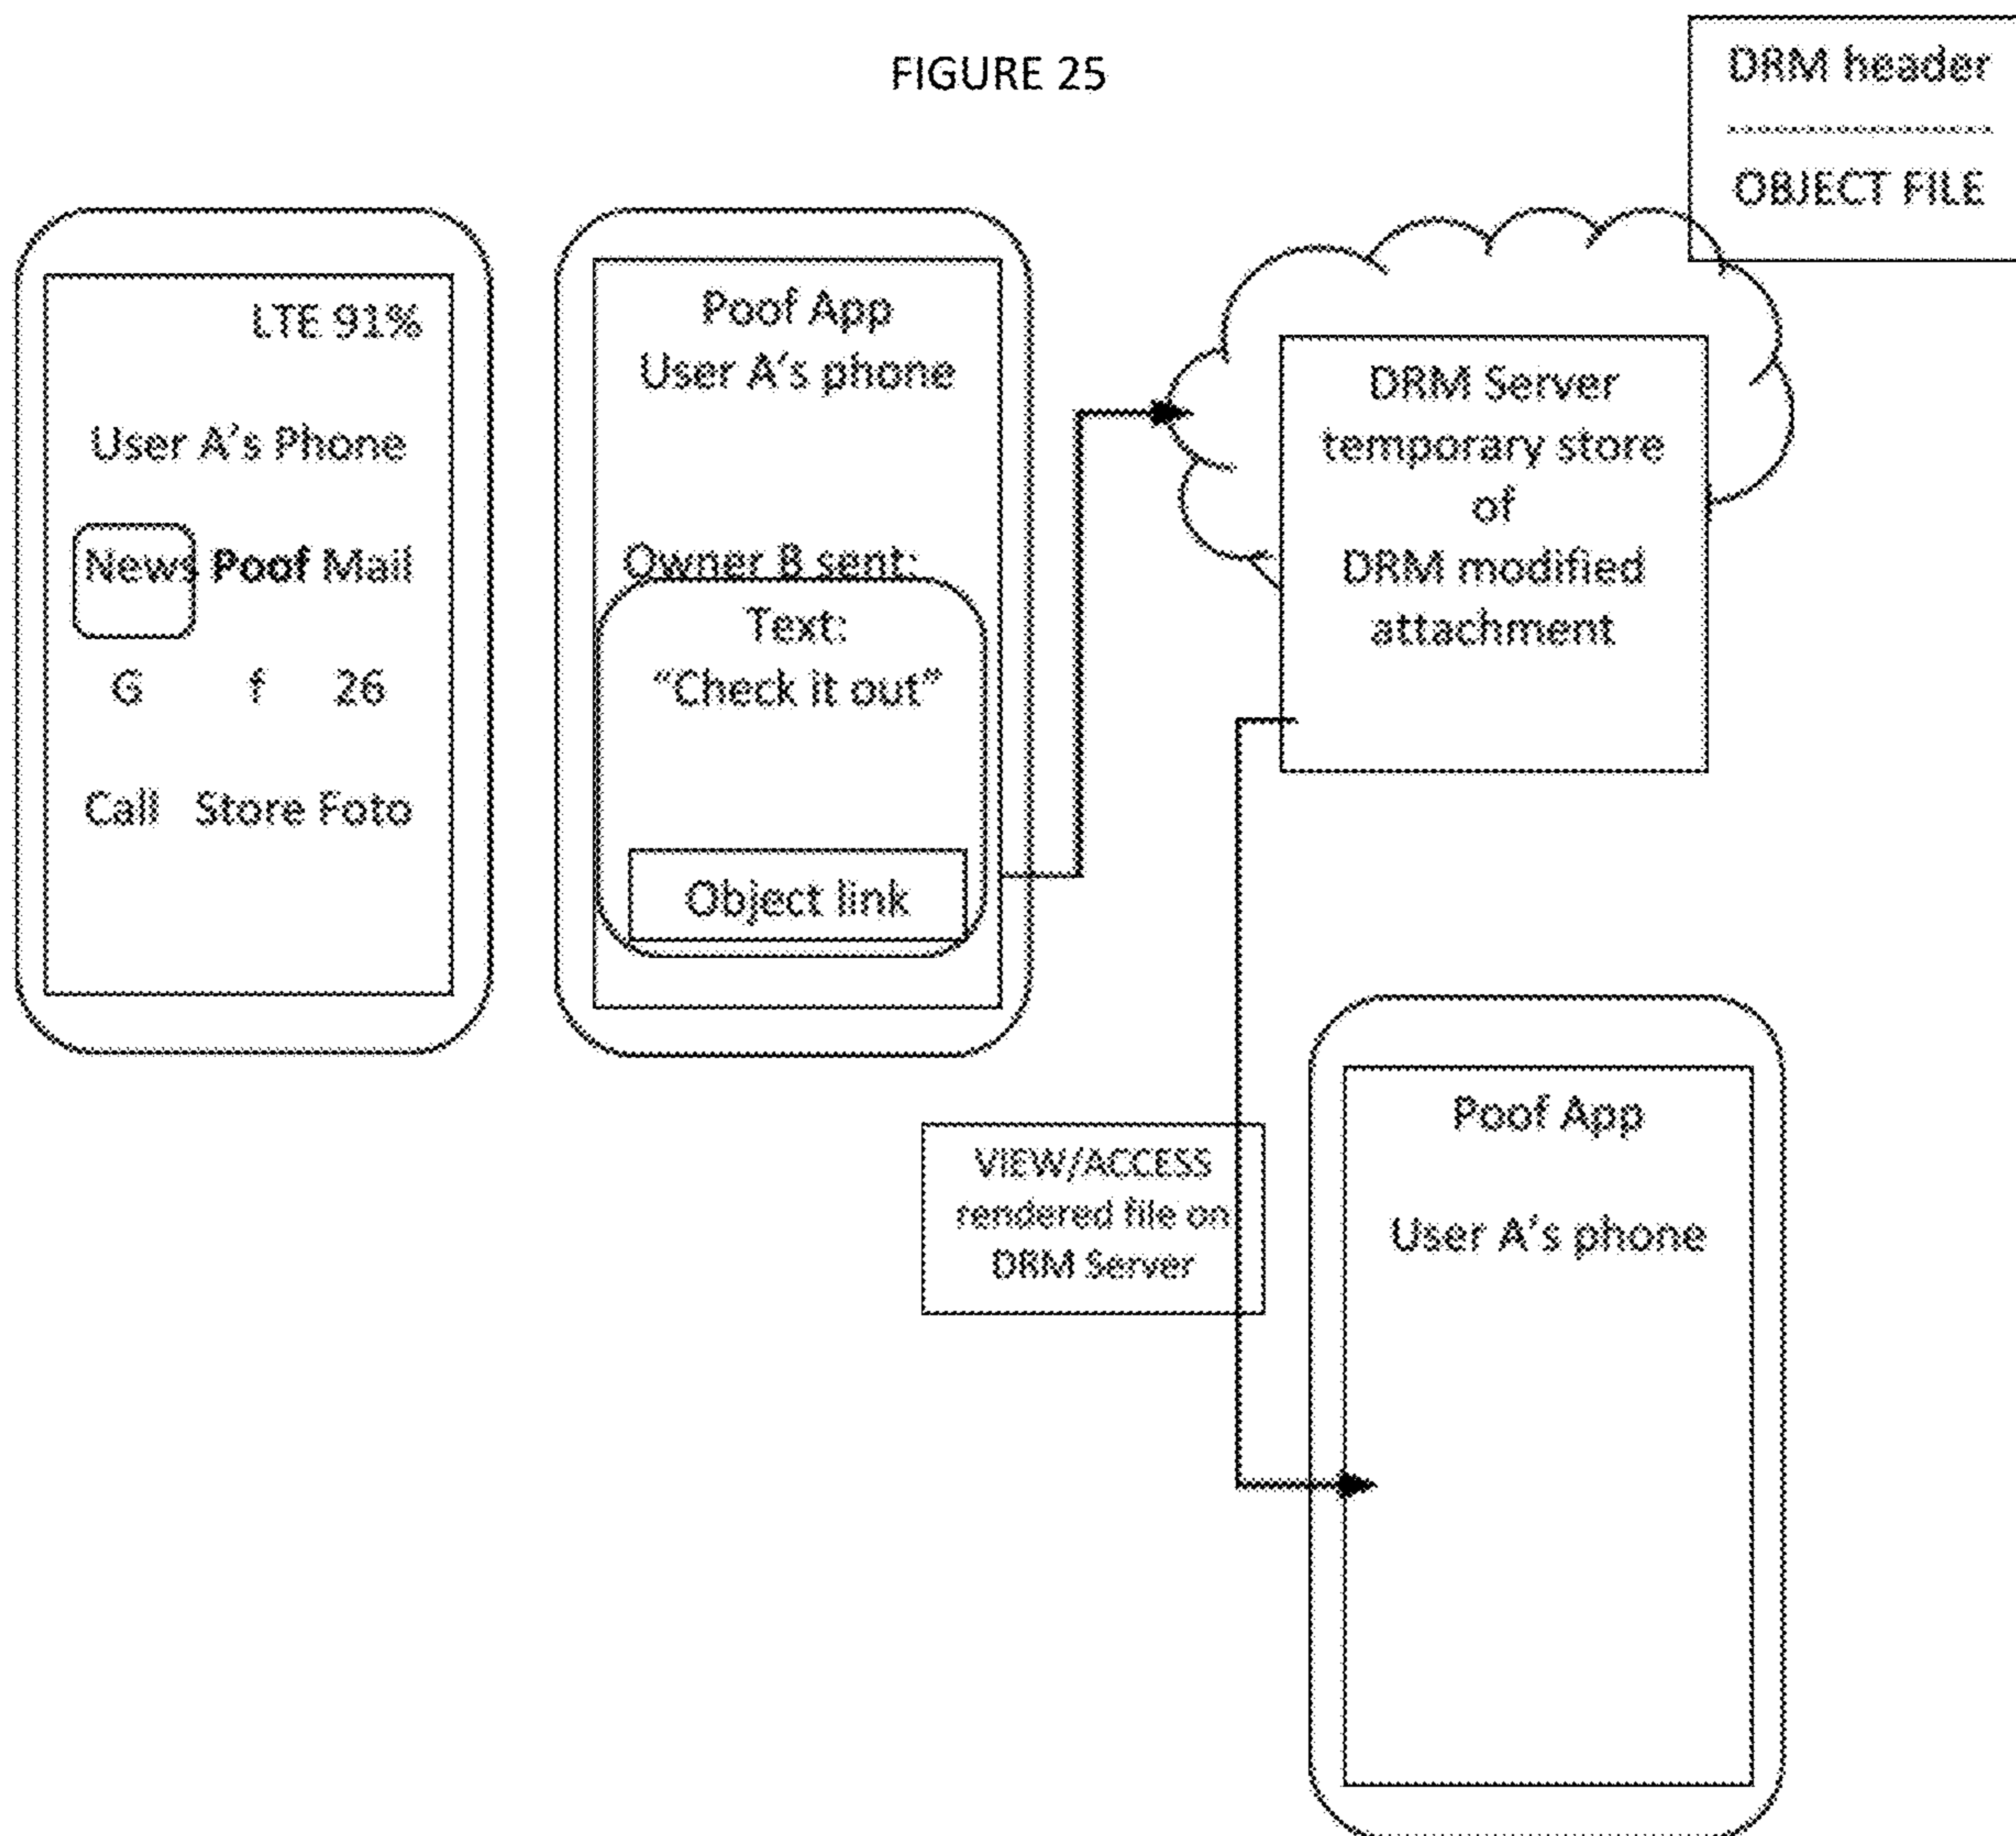 FIGURE 25
DRM header
OBJECT FILE
LTE 91%
User A's Phone
News Poof Mail
G f 26
Call Store Foto
Poof App
User A's phone
Owner B sent:
Text:
“Check it out”
Object link
DRM Server
temporary store
of
DRM modified
attachment
VIEW/ACCESS
rendered file on
DRM Server
Poof App
User A's phone